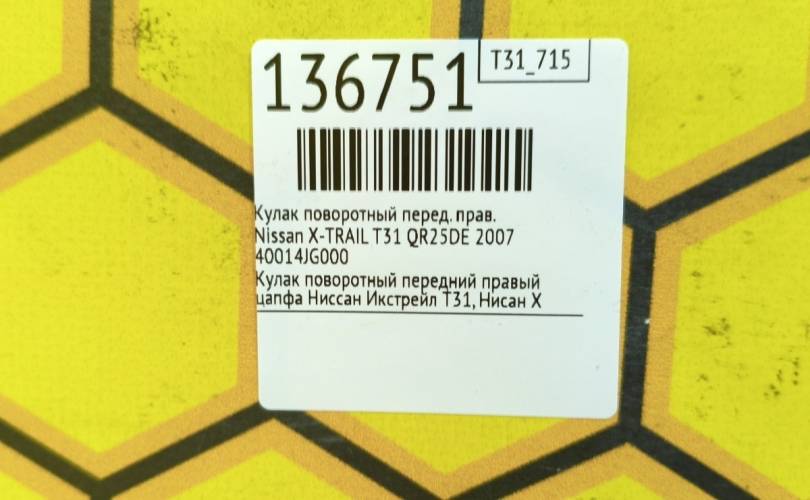 136751
T31_715
Кулак поворотный перед. прав.
Nissan X-TRAIL T31 QR25DE 2007
40014JG000
Кулак поворотный передний правый
цапфа Ниссан Икстрейл Т31, Нисан Х